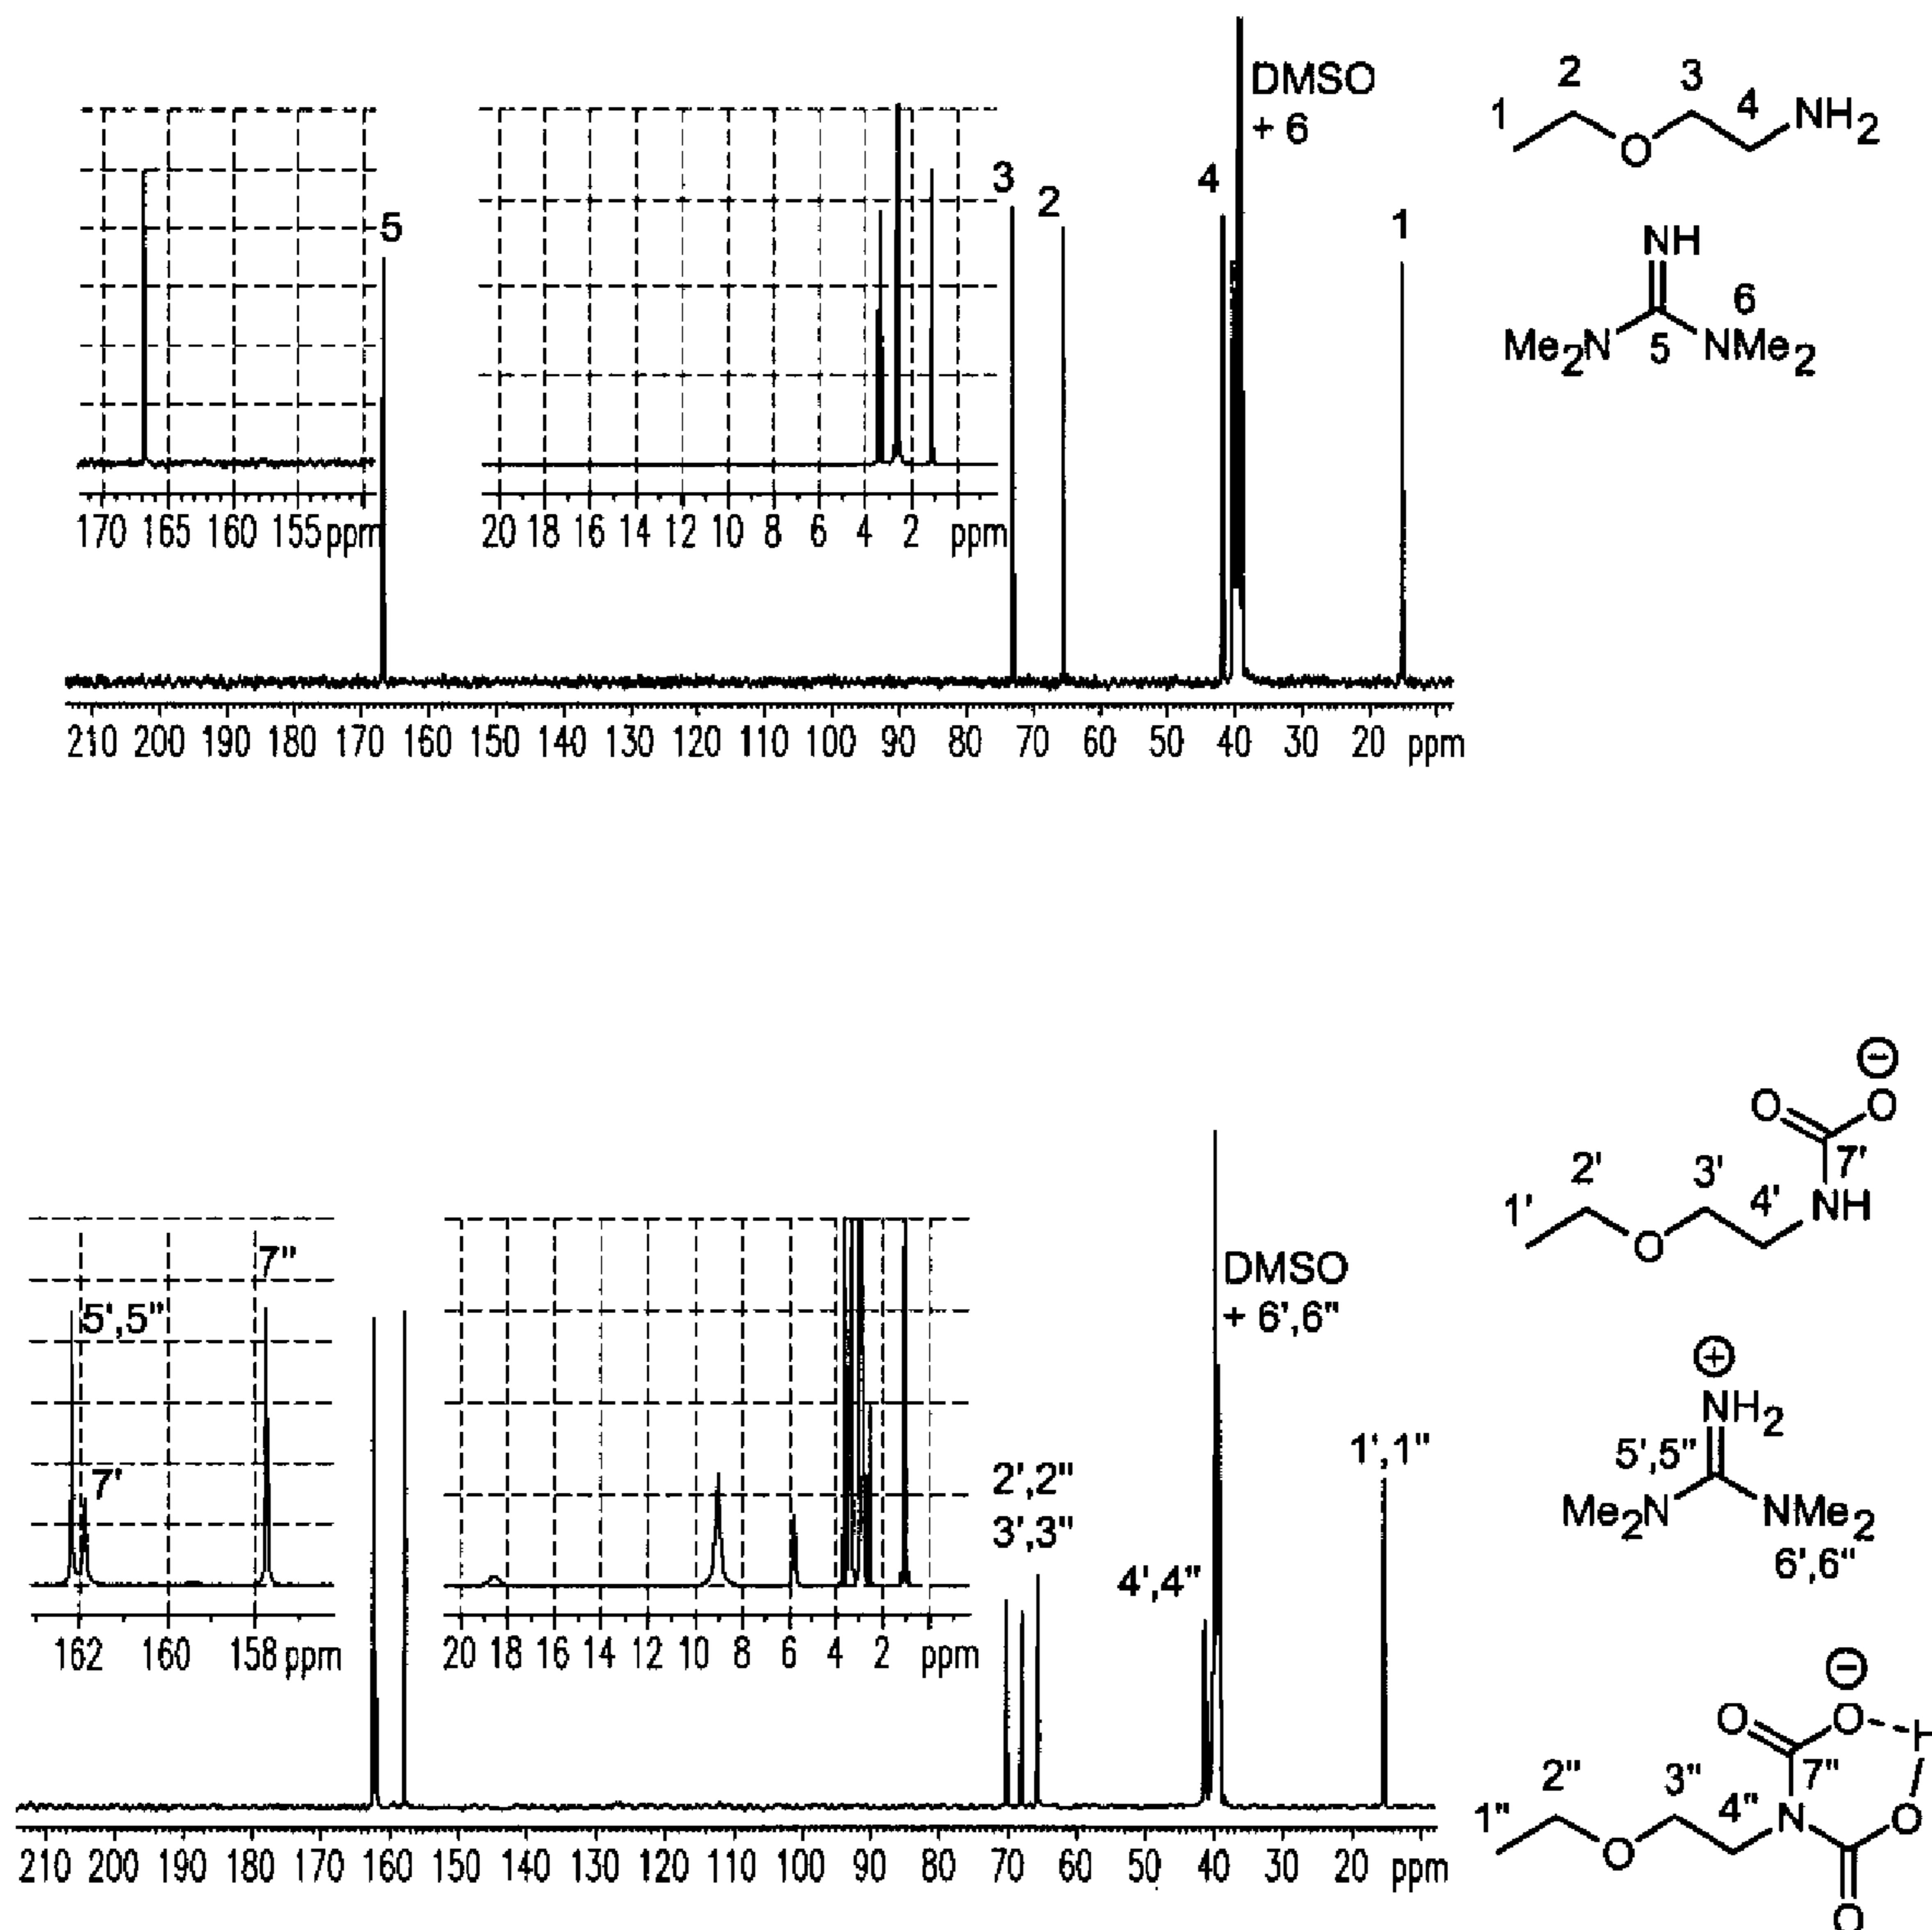 DMSO
+ 6
3
2
4
1
5
170 165 160 155 ppm
20 18 16 14 12 10 8 6 4 2 ppm
210 200 190 180 170 160 150 140 130 120 110 100 90 80 70 60 50 40 30 20 ppm
1 2 3 4
O NH2
NH
6
Me2N 5 NMe2
7"
5',5"
7'
162 160 158 ppm
20 18 16 14 12 10 8 6 4 2 ppm
2',2"
3',3"
4',4"
DMSO
+ 6',6"
1',1"
210 200 190 180 170 160 150 140 130 120 110 100 90 80 70 60 50 40 30 20 ppm
−
O O
7'
1' 2' 3' 4' NH
O
+
NH2
5',5"
Me2N NMe2
6',6"
−
O O H
7"
1" 2" 3" 4" N O
O
O